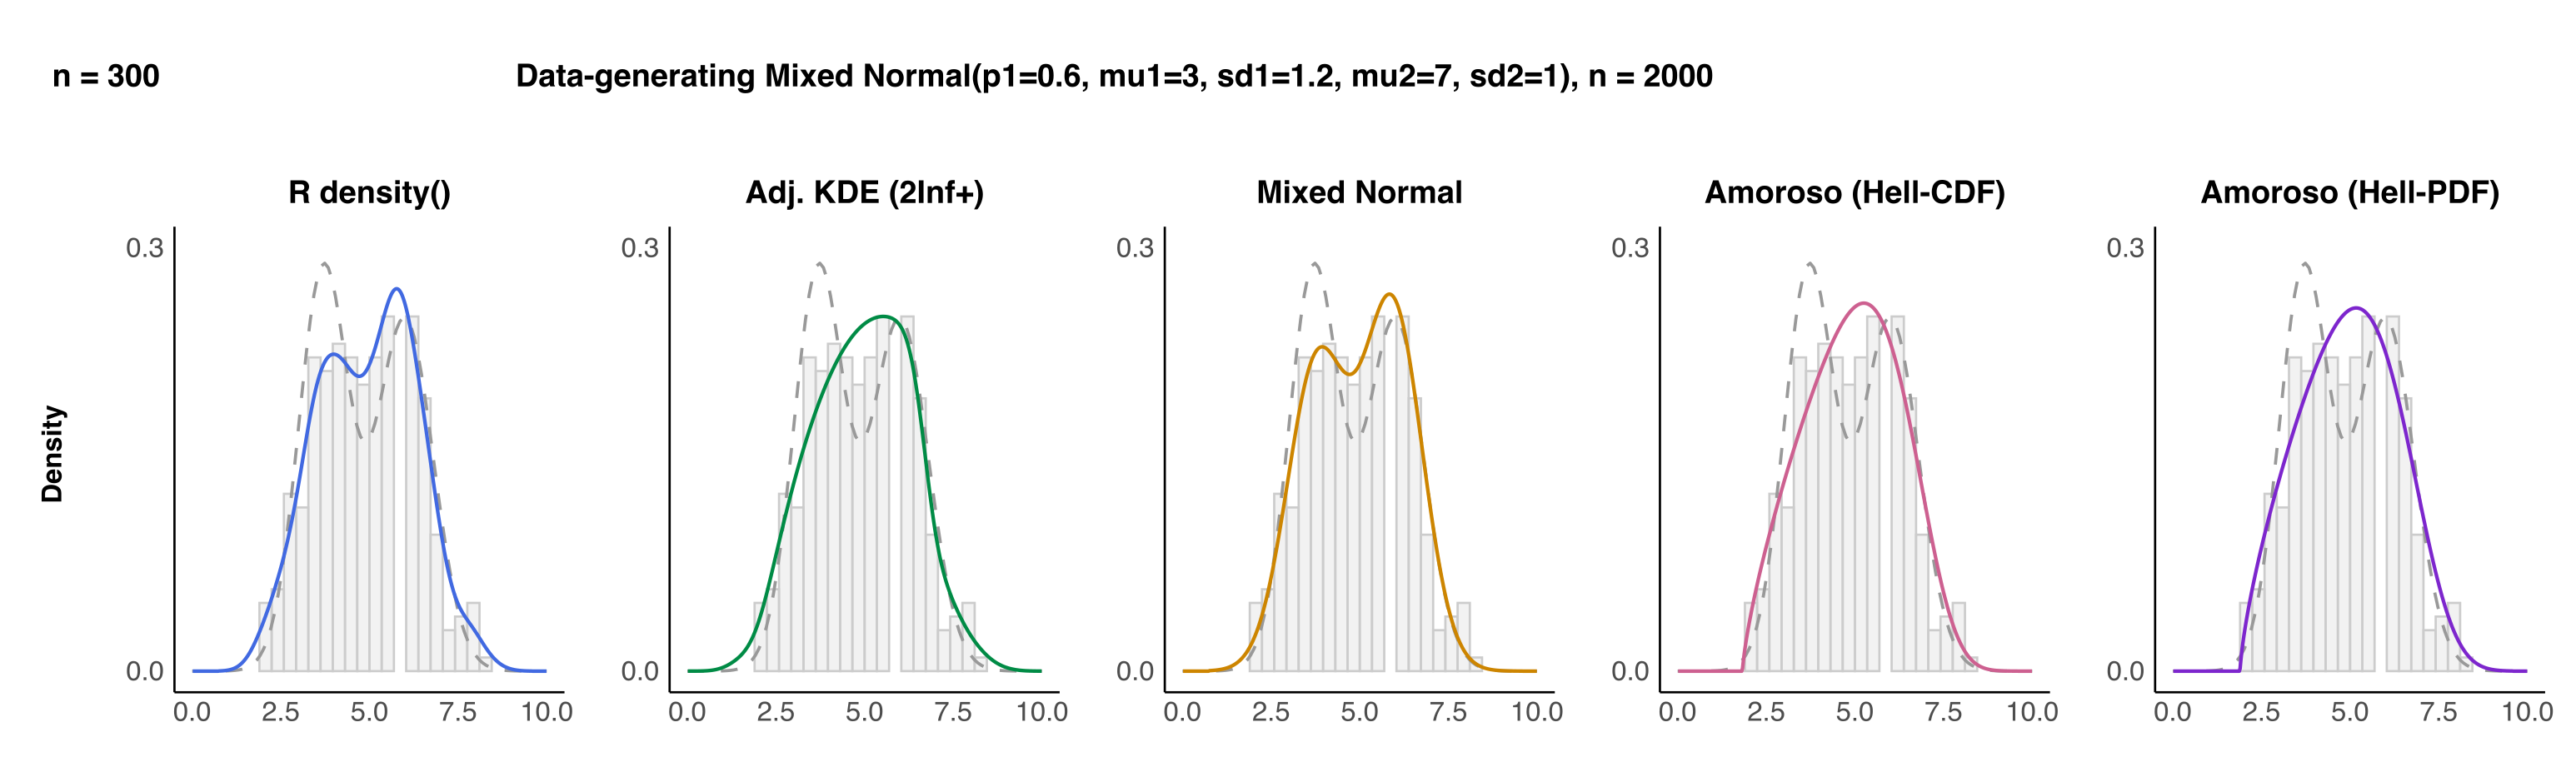 n = 300
Data-generating Mixed Normal(p1=0.6, mu1=3, sd1=1.2, mu2=7, sd2=1), n = 2000
R density()
Adj. KDE (2Inf+)
Mixed Normal
Amoroso (Hell-CDF)
Amoroso (Hell-PDF)
Density
0.3
0.0
0.0 2.5 5.0 7.5 10.0
0.3
0.0
0.0 2.5 5.0 7.5 10.0
0.3
0.0
0.0 2.5 5.0 7.5 10.0
0.3
0.0
0.0 2.5 5.0 7.5 10.0
0.3
0.0
0.0 2.5 5.0 7.5 10.0